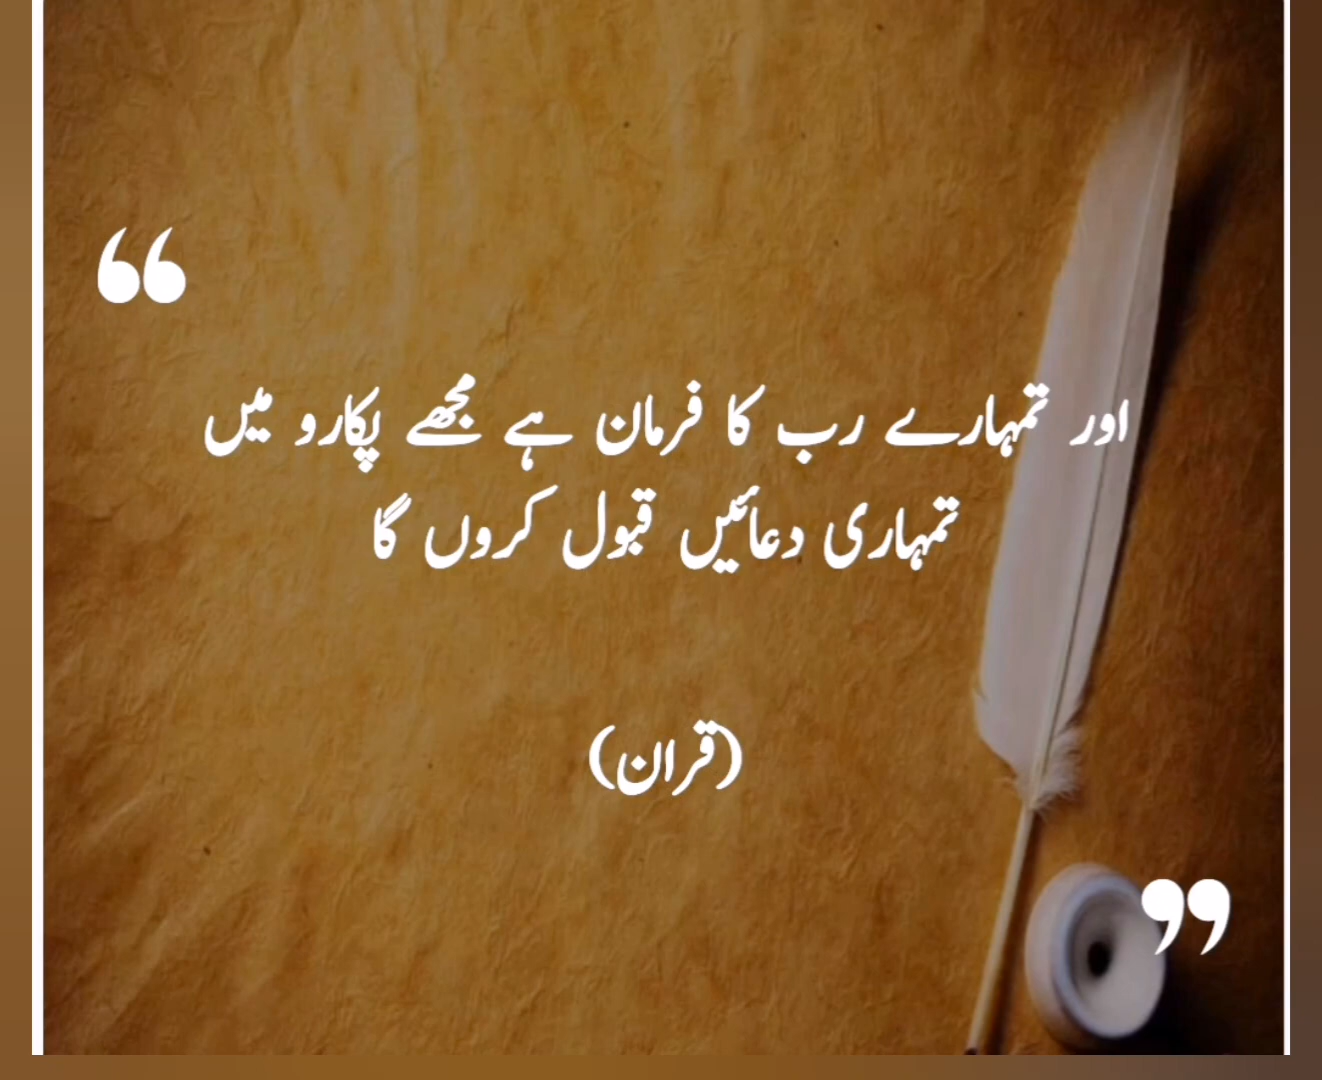 “
اور تمہارے رب کا فرمان ہے مجھے پکارو میں
تمہاری دعائیں قبول کروں گا
(قران)
”